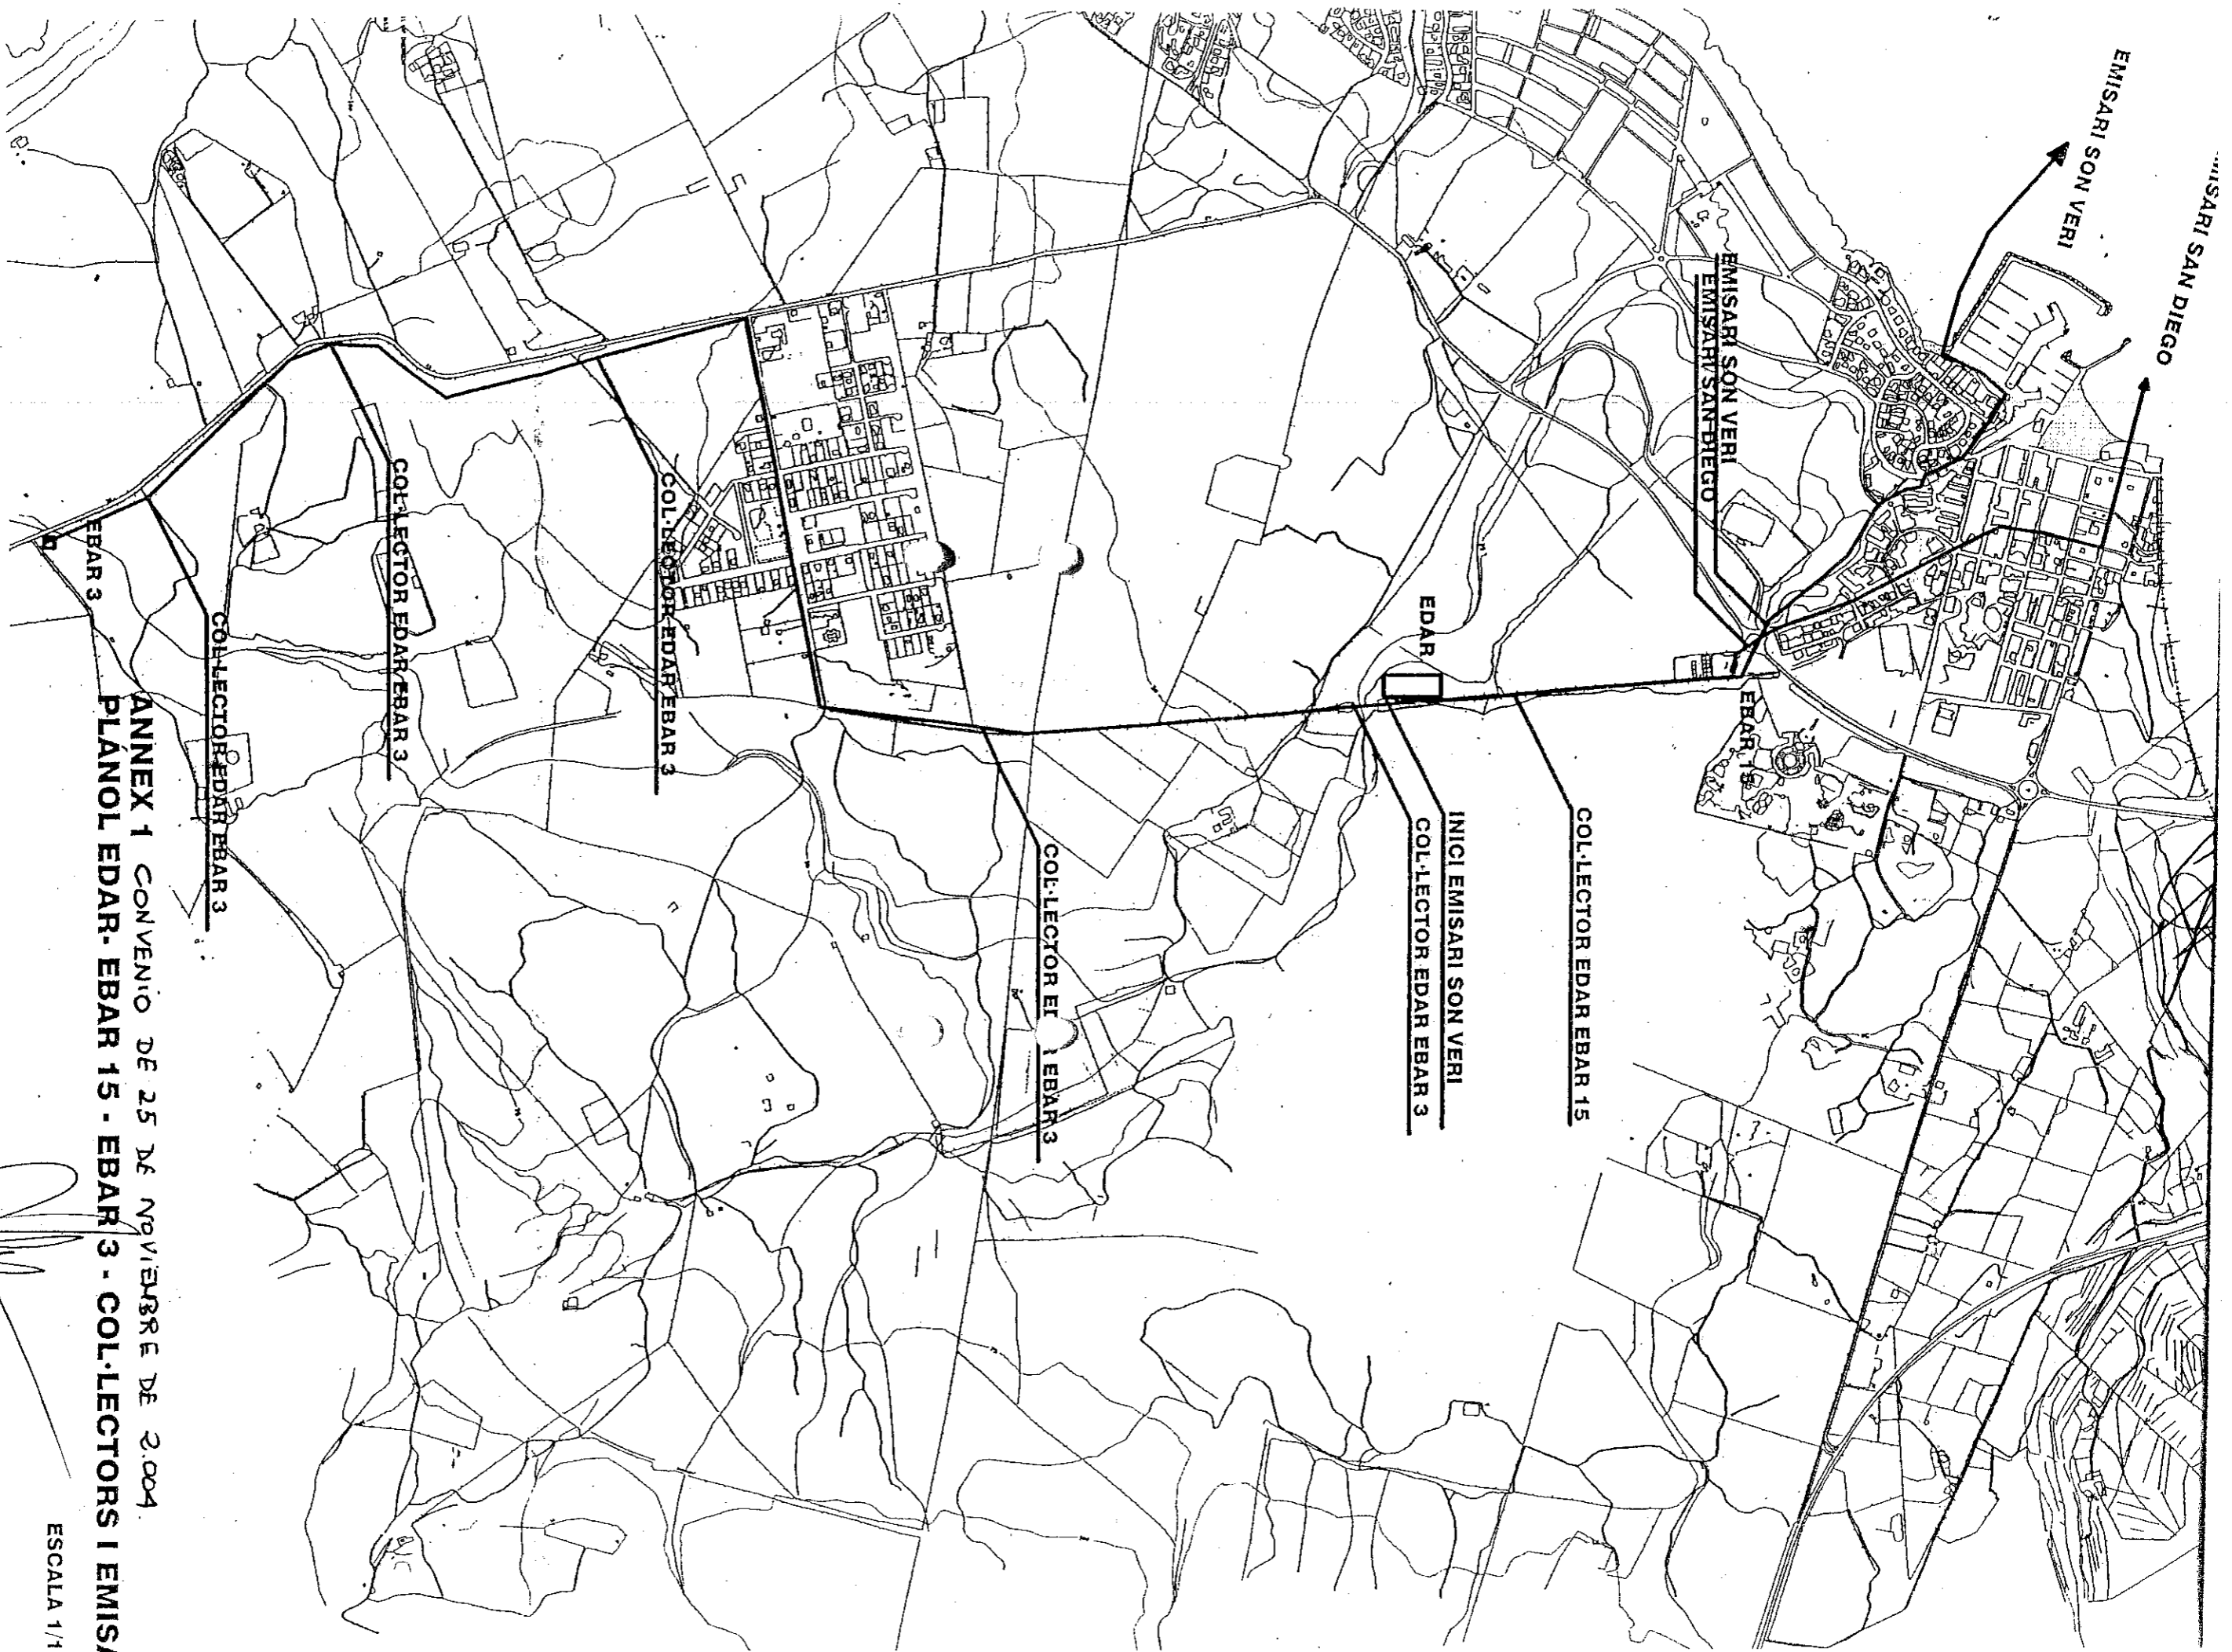 EMISARI SON VERI
EMISARI SAN DIEGO
EMISARI SON VERI
EMISARI SAN DIEGO
EBAR 15
COL·LECTOR EDAR EBAR 15
EDAR
INICI EMISARI SON VERI
COL·LECTOR EDAR EBAR 3
COL·LECTOR EBAR 3
COL·LECTOR EDAR EBAR 3
COL·LECTOR EDAR EBAR 3
COL·LECTOR EDAR EBAR 3
EBAR 3
ANNEX 1 CONVENIO DE 25 DE NOVIEMBRE DE 2.004.
PLÁNOL EDAR- EBAR 15 - EBAR 3 - COL·LECTORS I
ESCALA 1/1